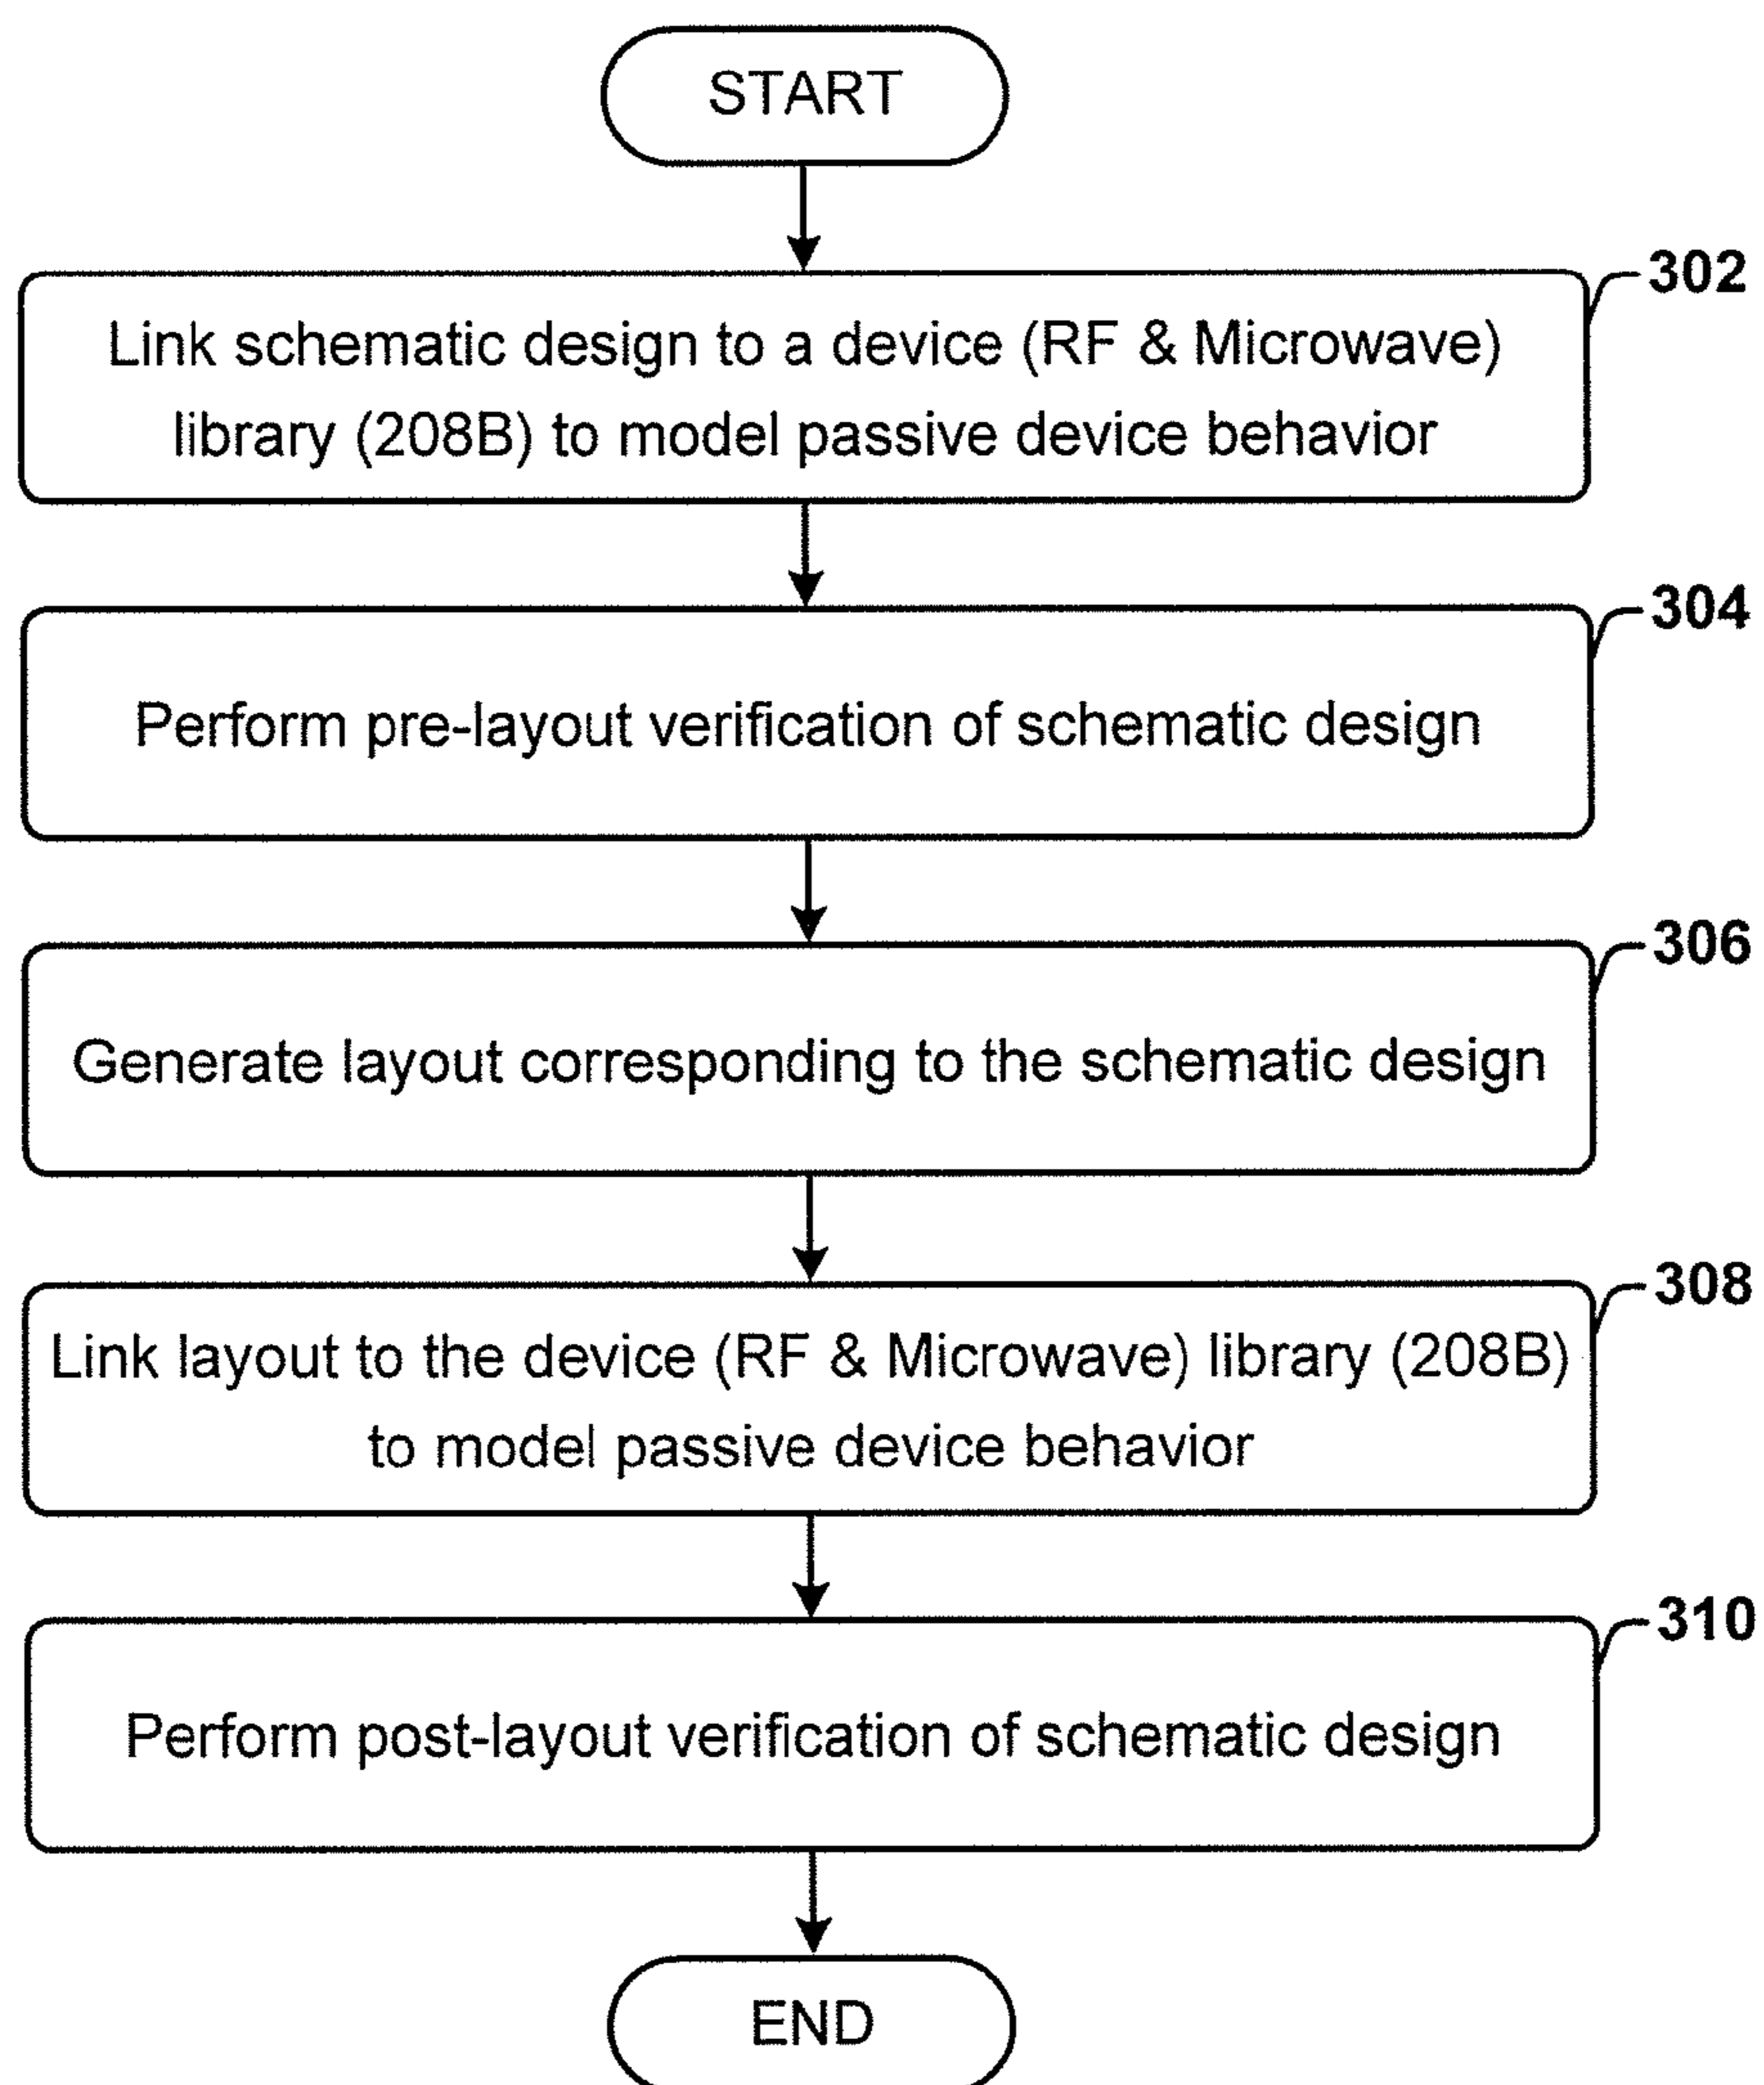 START
302
Link schematic design to a device (RF & Microwave)
library (208B) to model passive device behavior
304
Perform pre-layout verification of schematic design
306
Generate layout corresponding to the schematic design
308
Link layout to the device (RF & Microwave) library (208B)
to model passive device behavior
310
Perform post-layout verification of schematic design
END